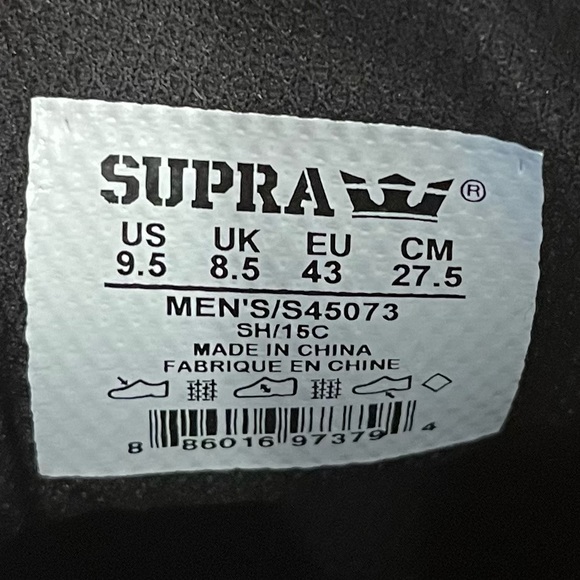 SUPRA ®
US UK EU CM
9.5 8.5 43 27.5
MEN'S/S45073
SH/15C
MADE IN CHINA
FABRIQUE EN CHINE
8 86016 97379 4